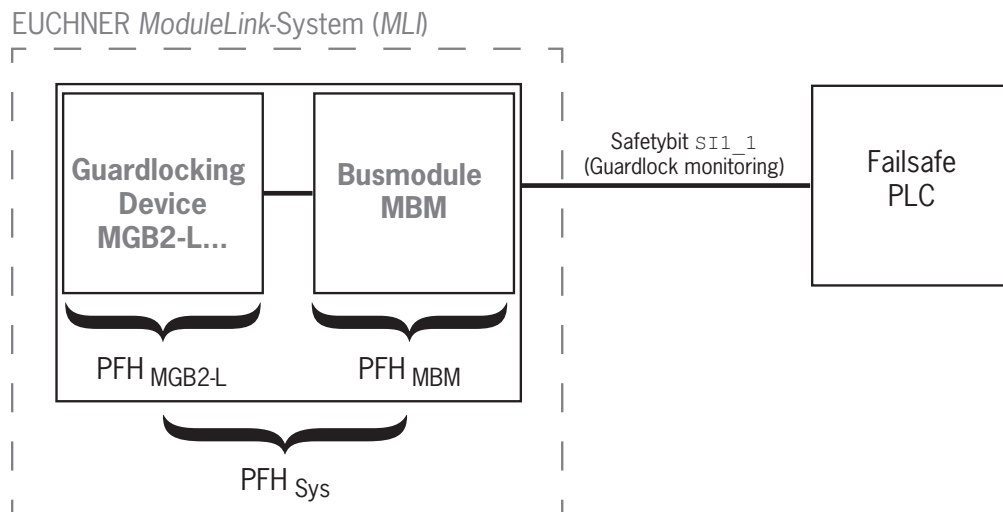 EUCHNER ModuleLink-System (MLI)
Guardlocking
Device
MGB2-L...
Busmodule
MBM
Safetybit SI1_1
(Guardlock monitoring)
Failsafe
PLC
PFH MGB2-L
PFH MBM
PFH Sys